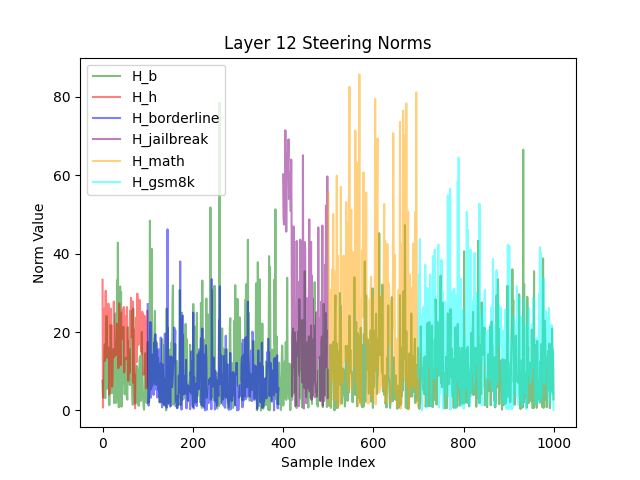 Layer 12 Steering Norms
H_b
H_h
H_borderline
H_jailbreak
H_math
H_gsm8k
80
60
40
20
0
Norm Value
0
200
400
600
800
1000
Sample Index